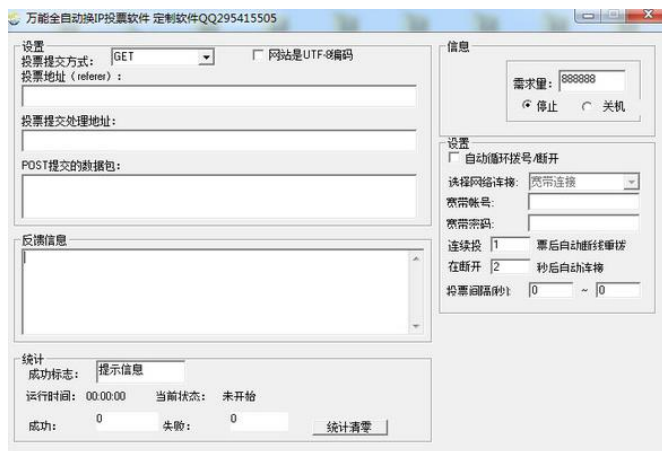 万能全自动换IP投票软件 定制软件QQ295415505
设置
投票提交方式: GET
网站是UTF-8编码
投票地址（referer）:
投票提交处理地址:
POST提交的数据包:
反馈信息
统计
成功标志: 提示信息
运行时间: 00:00:00 当前状态: 未开始
成功: 0 失败: 0 统计清零
信息
需求量: 888888
停止 关机
设置
自动循环拨号/断开
选择网络连接: 宽带连接
宽带帐号:
宽带密码:
连续投 1 票后自动断线重拨
在断开 2 秒后自动连接
投票间隔(秒): 0 ~ 0